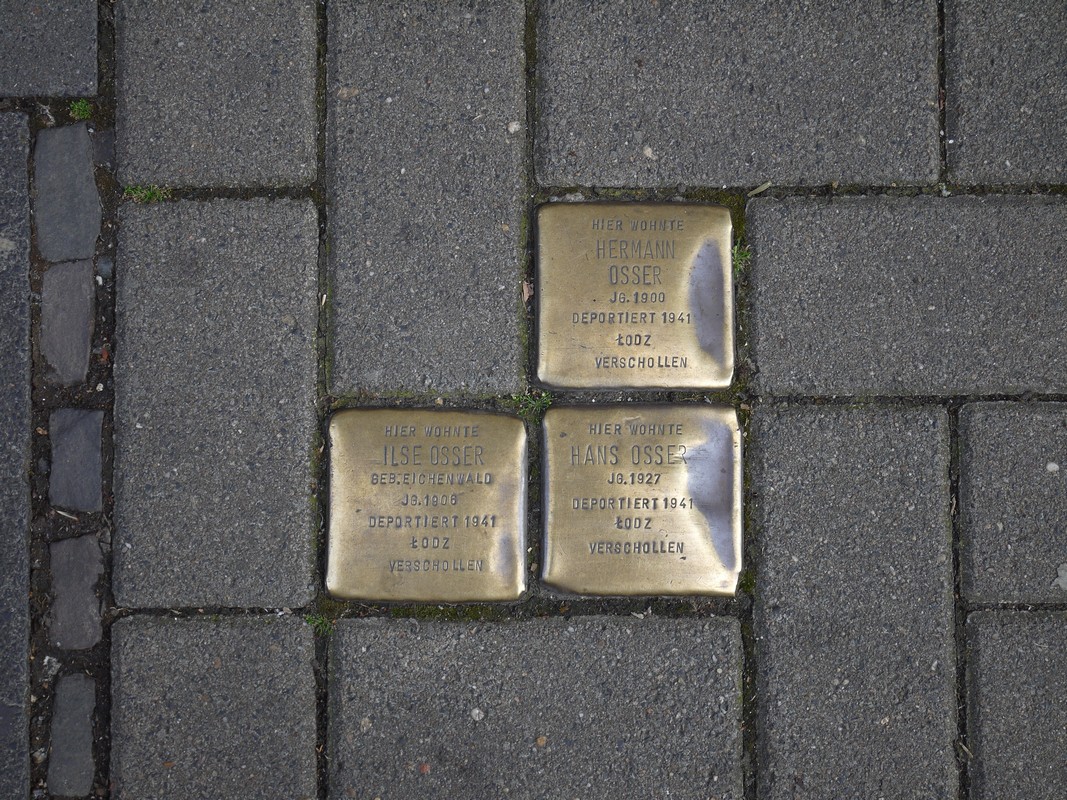 HIER WOHNTE
HERMANN
OSSER
JG. 1900
DEPORTIERT 1941
ŁODZ
VERSCHOLLEN
HIER WOHNTE
ILSE OSSER
GEB. EICHENWALD
JG. 1906
DEPORTIERT 1941
ŁODZ
VERSCHOLLEN
HIER WOHNTE
HANS OSSER
JG. 1927
DEPORTIERT 1941
ŁODZ
VERSCHOLLEN